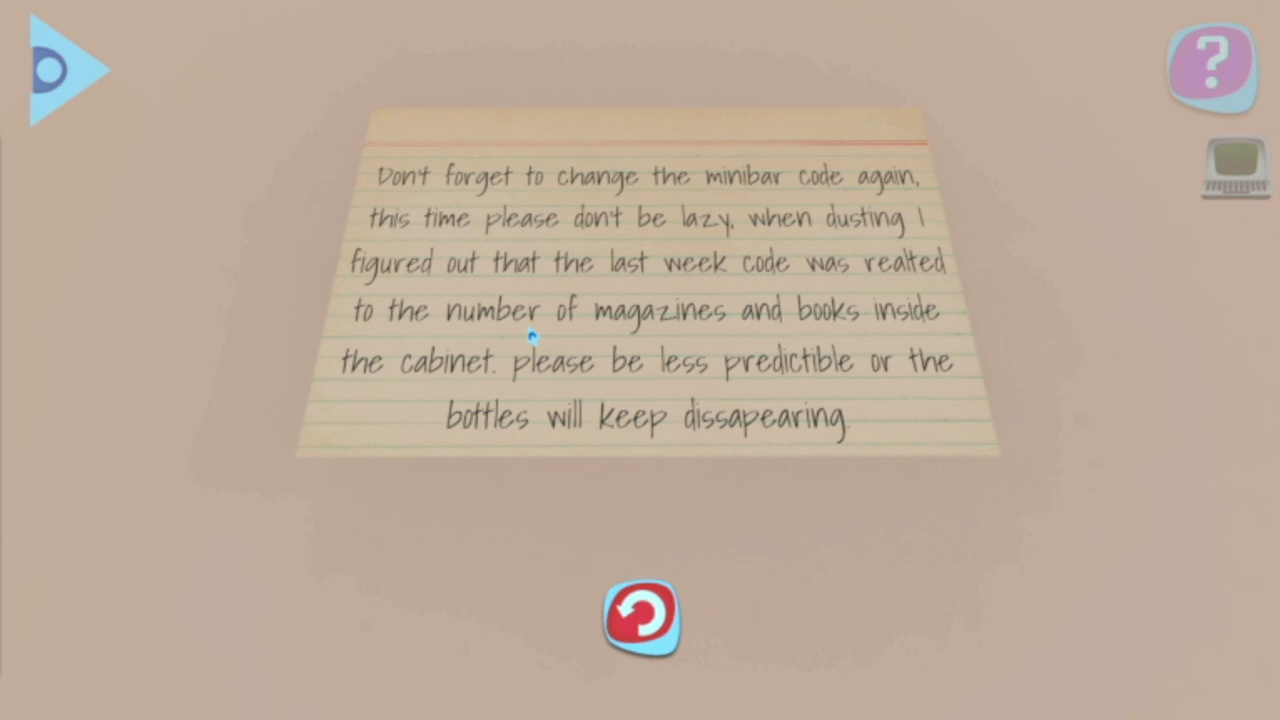 Don't forget to change the minibar code again,
this time please don't be lazy, when dusting I
figured out that the last week code was realted
to the number of magazines and books inside
the cabinet. please be less predictible or the
bottles will keep dissapearing.
?